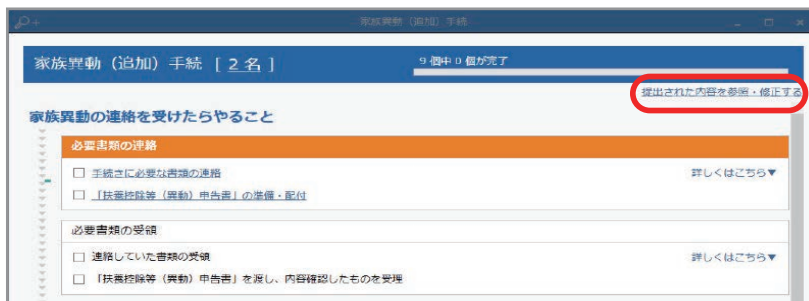 家族異動（追加）手続
家族異動（追加）手続 [ 2 名 ]
9 個中 0 個が完了
提出された内容を参照・修正する
家族異動の連絡を受けたらやること
必要書類の連絡
手続きに必要な書類の連絡
詳しくはこちら▼
「扶養控除等（異動）申告書」の準備・配付
必要書類の受領
連絡していた書類の受領
詳しくはこちら▼
「扶養控除等（異動）申告書」を渡し、内容確認したものを受理